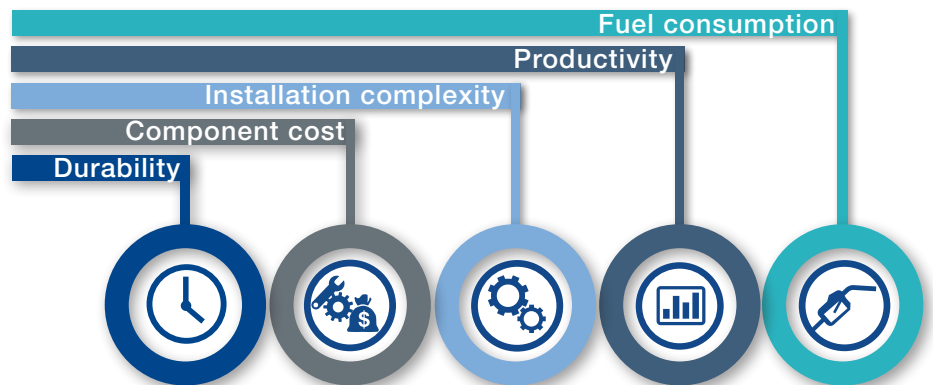 Fuel consumption
Productivity
Installation complexity
Component cost
Durability
$